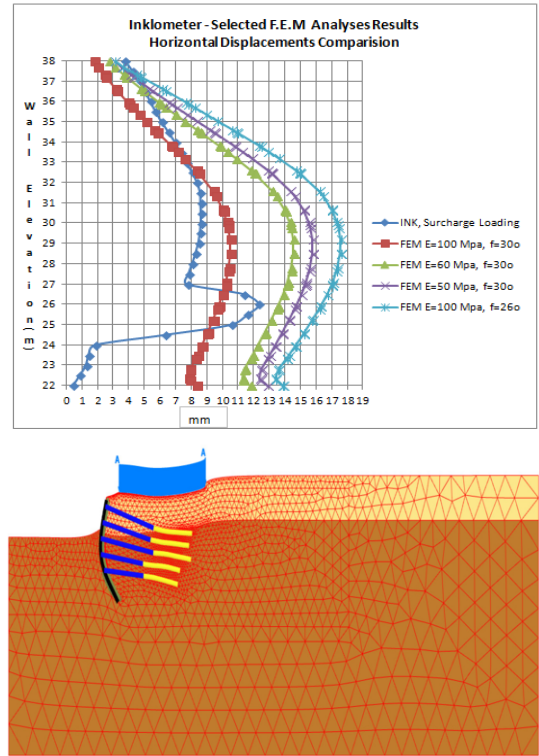 Inklometer - Selected F.E.M Analyses Results
Horizontal Displacements Comparision
Wall Elevation (m)
38
37
36
35
34
33
32
31
30
29
28
27
26
25
24
23
22
0 1 2 3 4 5 6 7 8 9 10 11 12 13 14 15 16 17 18 19
mm
INK, Surcharge Loading
FEM E=100 Mpa, f=30o
FEM E=60 Mpa, f=30o
FEM E=50 Mpa, f=30o
FEM E=100 Mpa, f=26o
A A